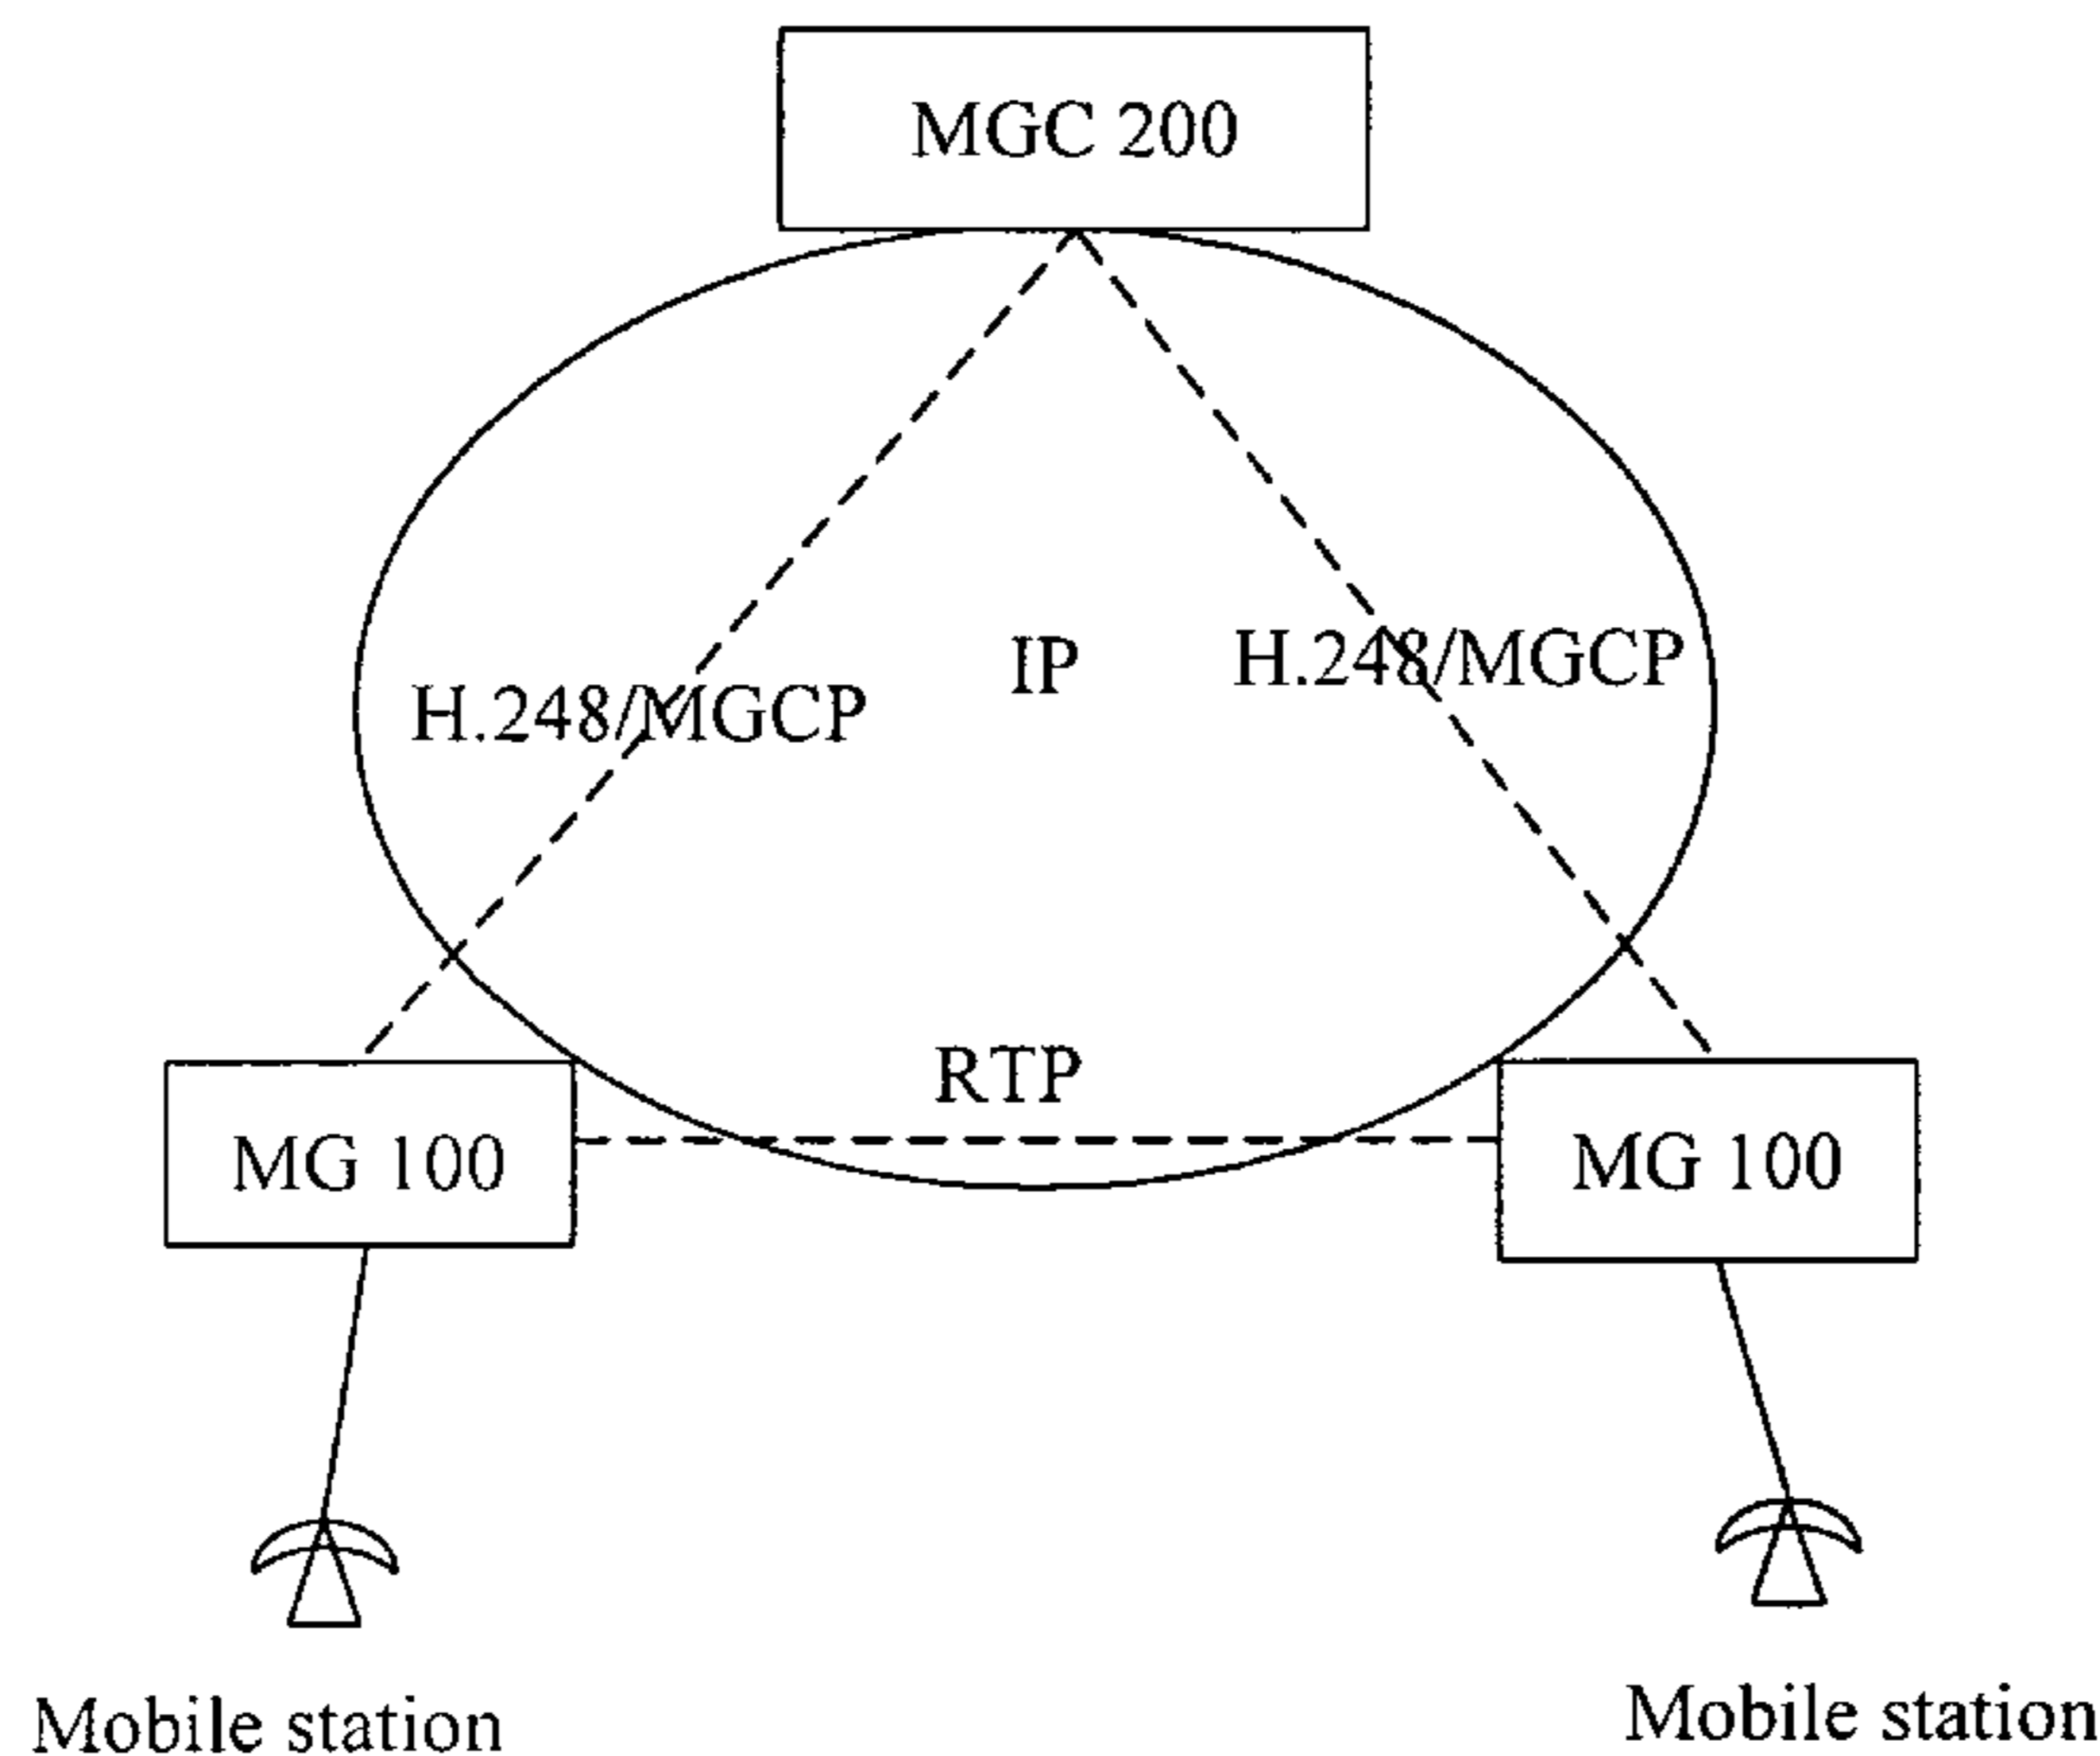 MGC 200
IP
H.248/MGCP
H.248/MGCP
RTP
MG 100
MG 100
Mobile station
Mobile station